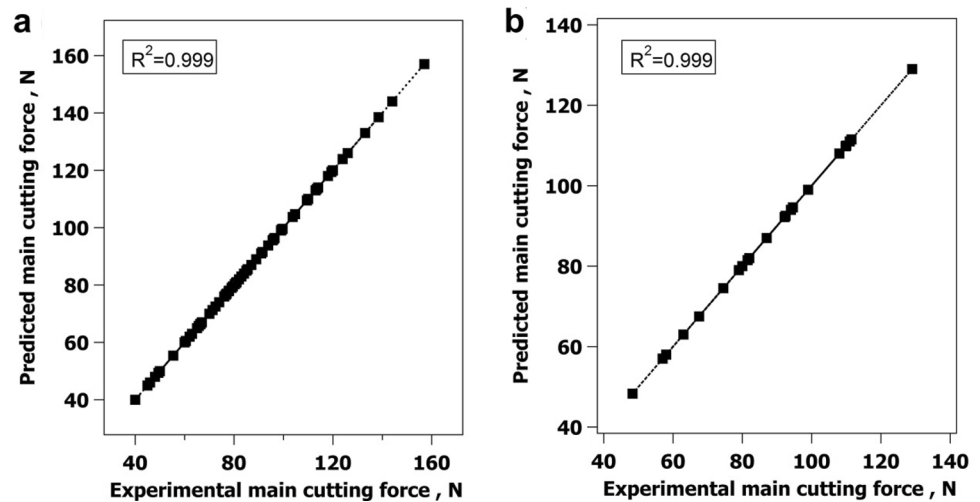 a
R²=0.999
Predicted main cutting force , N
160
140
120
100
80
60
40
40 80 120 160
Experimental main cutting force , N
b
R²=0.999
Predicted main cutting force , N
140
120
100
80
60
40
40 60 80 100 120 140
Experimental main cutting force , N